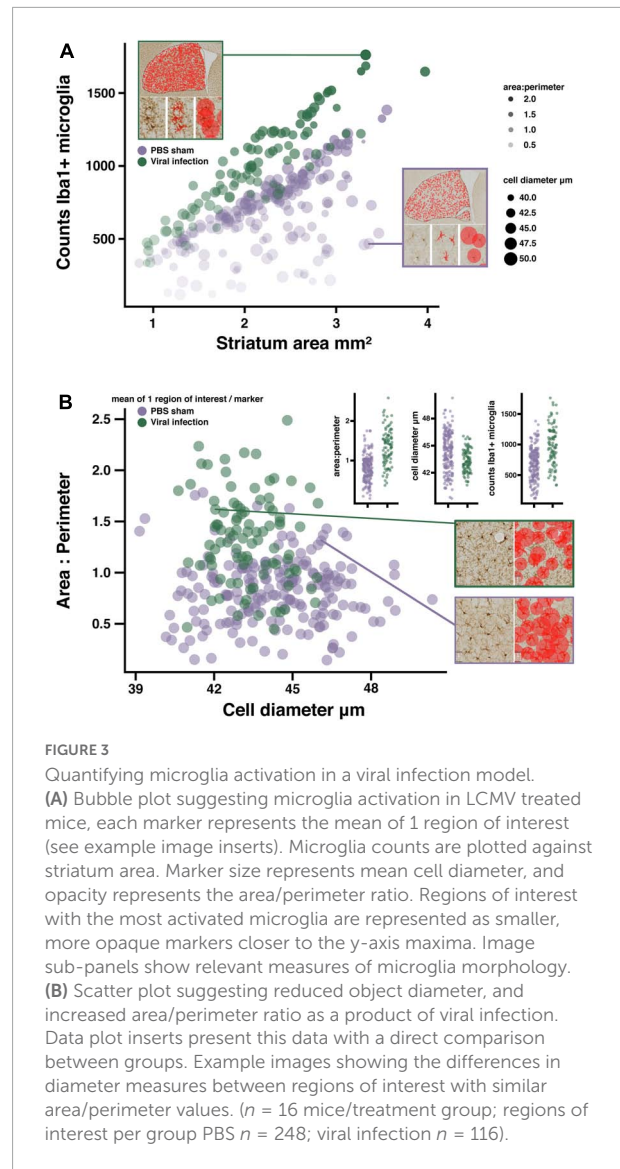 A
Counts Iba1+ microglia
1500
1000
500
PBS sham
Viral infection
area:perimeter
2.0
1.5
1.0
0.5
cell diameter µm
40.0
42.5
45.0
47.5
50.0
1 2 3 4
Striatum area mm²
B
mean of 1 region of interest / marker
PBS sham
Viral infection
Area : Perimeter
2.5
2.0
1.5
1.0
0.5
area:perimeter
2
1
cell diameter µm
48
45
42
counts Iba1+ microglia
1500
1000
500
39 42 45 48
Cell diameter µm
FIGURE 3
Quantifying microglia activation in a viral infection model.
(A) Bubble plot suggesting microglia activation in LCMV treated
mice, each marker represents the mean of 1 region of interest
(see example image inserts). Microglia counts are plotted against
striatum area. Marker size represents mean cell diameter, and
opacity represents the area/perimeter ratio. Regions of interest
with the most activated microglia are represented as smaller,
more opaque markers closer to the y-axis maxima. Image
sub-panels show relevant measures of microglia morphology.
(B) Scatter plot suggesting reduced object diameter, and
increased area/perimeter ratio as a product of viral infection.
Data plot inserts present this data with a direct comparison
between groups. Example images showing the differences in
diameter measures between regions of interest with similar
area/perimeter values. (n = 16 mice/treatment group; regions of
interest per group PBS n = 248; viral infection n = 116).